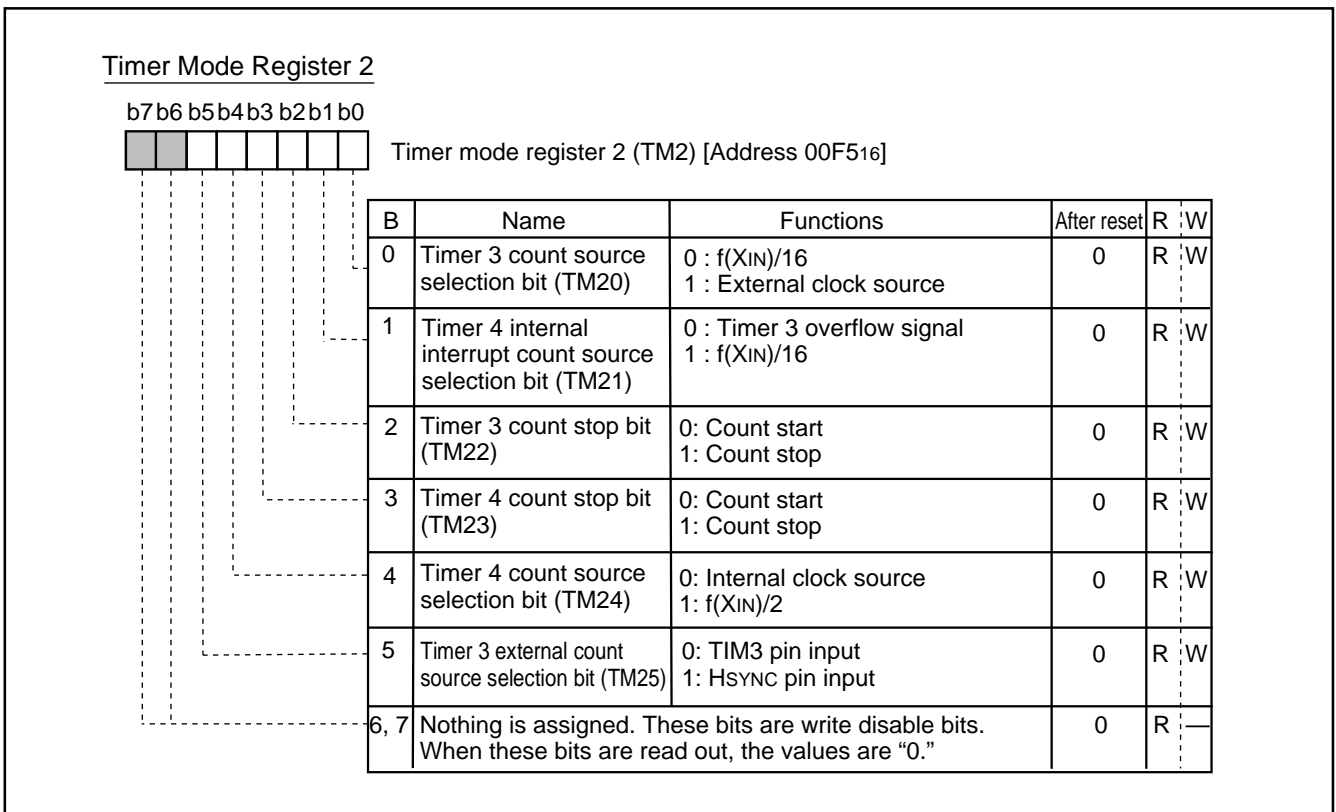 Timer Mode Register 2
b7 b6 b5 b4 b3 b2 b1 b0
Timer mode register 2 (TM2) [Address 00F516]
B Name Functions After reset R W
0 Timer 3 count source selection bit (TM20) 0 : f(XIN)/16 0 R W
1 : External clock source
1 Timer 4 internal interrupt count source selection bit (TM21) 0 : Timer 3 overflow signal 0 R W
1 : f(XIN)/16
2 Timer 3 count stop bit (TM22) 0: Count start 0 R W
1: Count stop
3 Timer 4 count stop bit (TM23) 0: Count start 0 R W
1: Count stop
4 Timer 4 count source selection bit (TM24) 0: Internal clock source 0 R W
1: f(XIN)/2
5 Timer 3 external count source selection bit (TM25) 0: TIM3 pin input 0 R W
1: HSYNC pin input
6, 7 Nothing is assigned. These bits are write disable bits. 0 R —
When these bits are read out, the values are “0.”